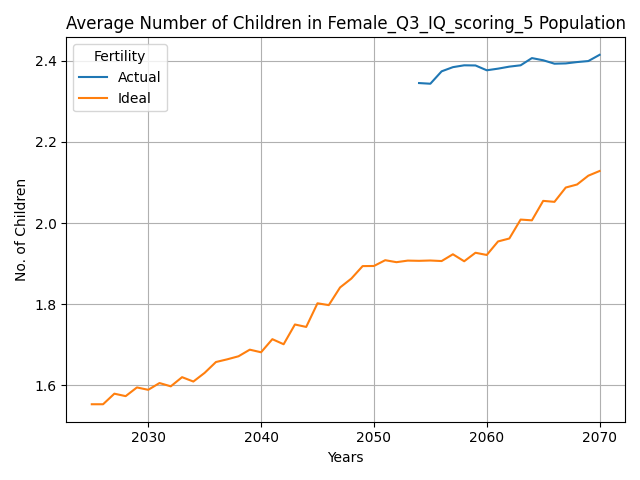 Average Number of Children in Female_Q3_IQ_scoring_5 Population
Fertility
Actual
Ideal
No. of Children
2.4
2.2
2.0
1.8
1.6
2030 2040 2050 2060 2070
Years